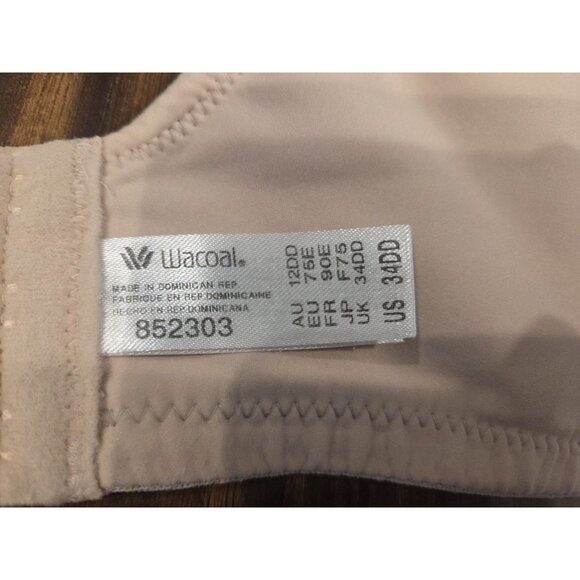 Wacoal®
MADE IN DOMINICAN REP.
FABRIQUÉ EN REP. DOMINICAINE
HECHO EN REP. DOMINICANA
852303
AU 12DD
EU 75E
FR 90E
JP F75
UK 34DD
US 34DD